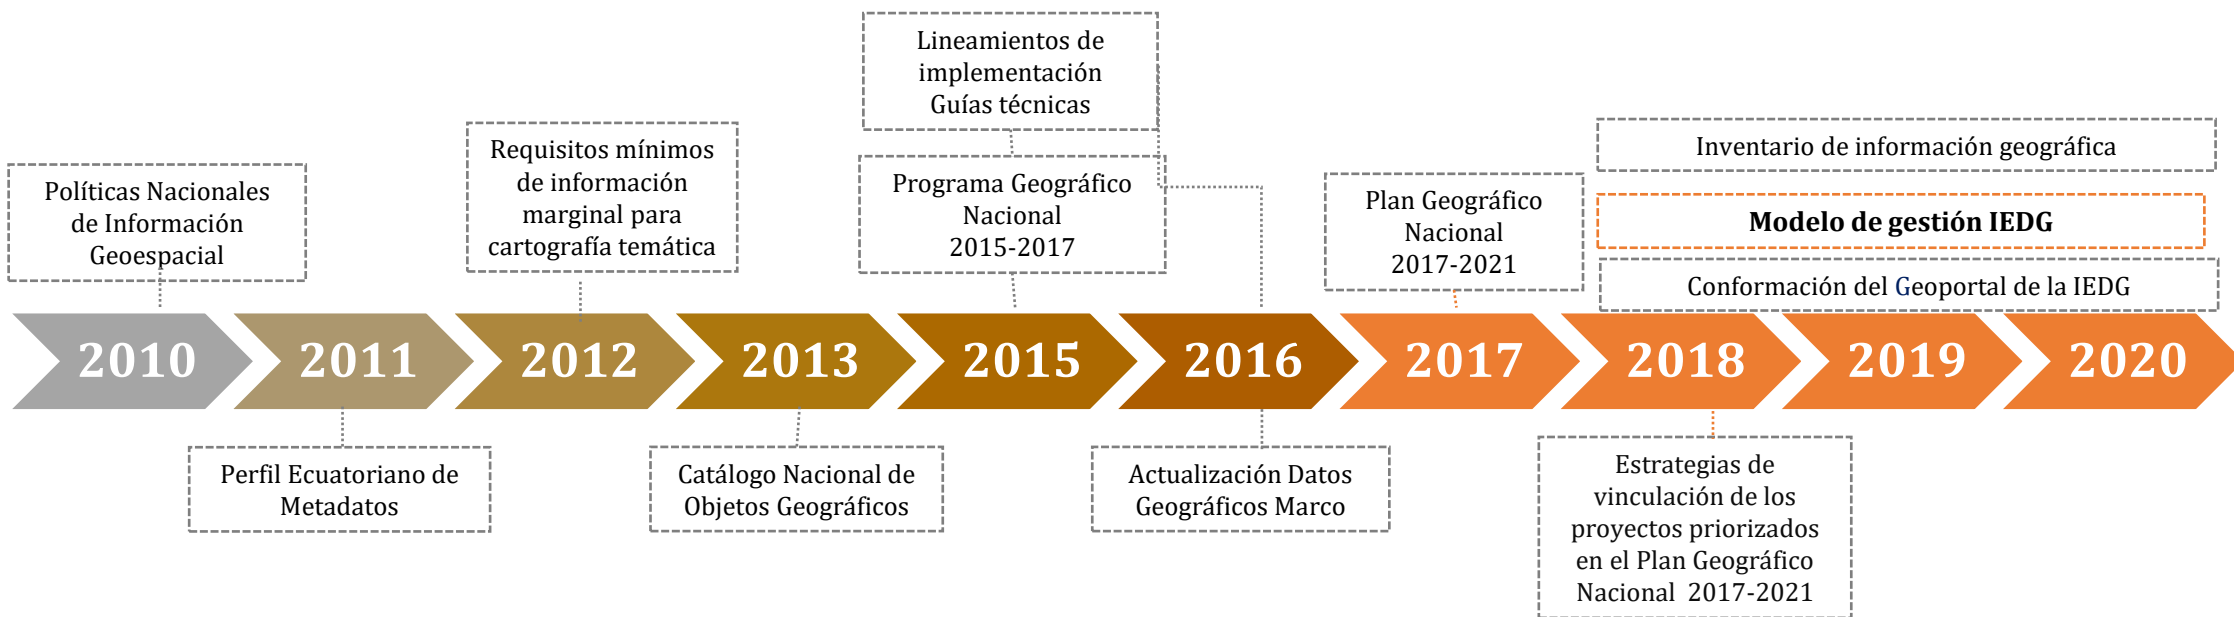 Lineamientos de
implementación
Guías técnicas
Políticas Nacionales
de Información
Geoespacial
Requisitos mínimos
de información
marginal para
cartografía temática
Programa Geográfico
Nacional
2015-2017
Plan Geográfico
Nacional
2017-2021
Inventario de información geográfica
Modelo de gestión IEDG
Conformación del Geoportal de la IEDG
2010
2011
2012
2013
2015
2016
2017
2018
2019
2020
Perfil Ecuatoriano de
Metadatos
Catálogo Nacional de
Objetos Geográficos
Actualización Datos
Geográficos Marco
Estrategias de
vinculación de los
proyectos priorizados
en el Plan Geográfico
Nacional 2017-2021